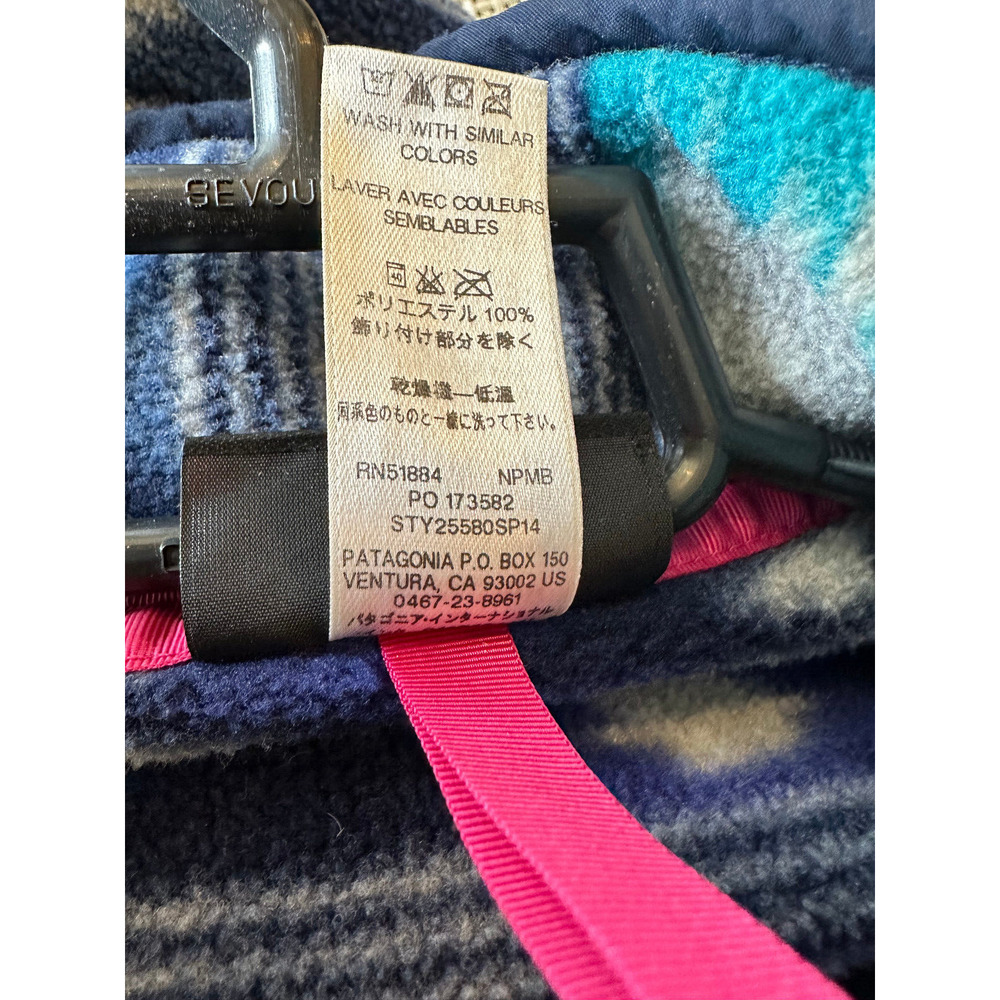 WASH WITH SIMILAR
COLORS
LAVER AVEC COULEURS
SEMBLABLES
40
ポリエステル 100%
飾り付け部分を除く
乾燥機—低温
同系色のものと一緒に洗って下さい。
RN51884 NPMB
PO 173582
STY25580SP14
PATAGONIA P.O. BOX 150
VENTURA, CA 93002 US
0467-23-8961
パタゴニア・インターナショナル
SEVOU